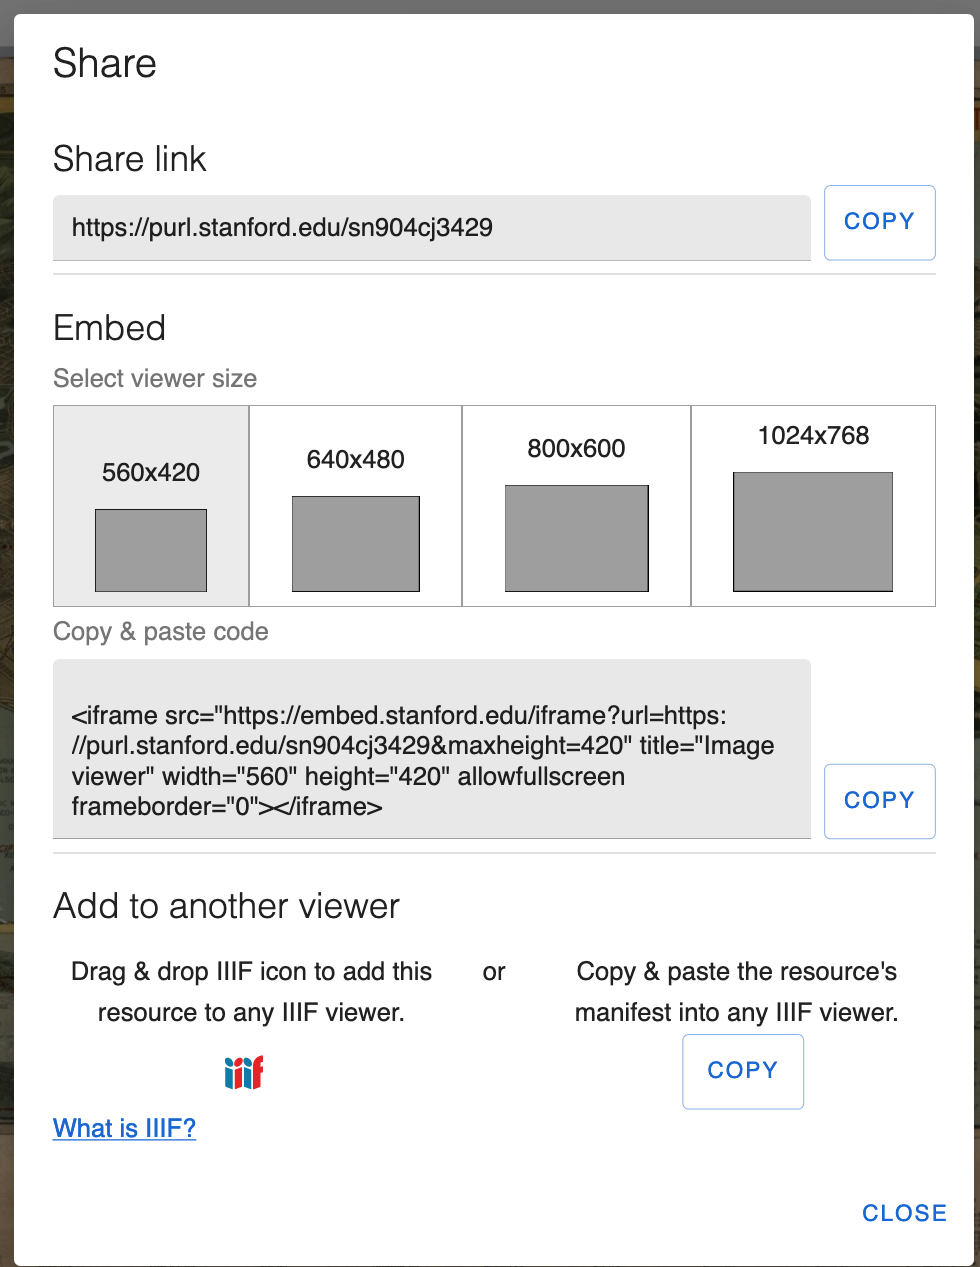 Share
Share link
https://purl.stanford.edu/sn904cj3429
COPY
Embed
Select viewer size
560x420
640x480
800x600
1024x768
Copy & paste code
<iframe src="https://embed.stanford.edu/iframe?url=https:
//purl.stanford.edu/sn904cj3429&maxheight=420" title="Image
viewer" width="560" height="420" allowfullscreen
frameborder="0"></iframe>
COPY
Add to another viewer
Drag & drop IIIF icon to add this
resource to any IIIF viewer.
or
Copy & paste the resource's
manifest into any IIIF viewer.
iiif
COPY
What is IIIF?
CLOSE